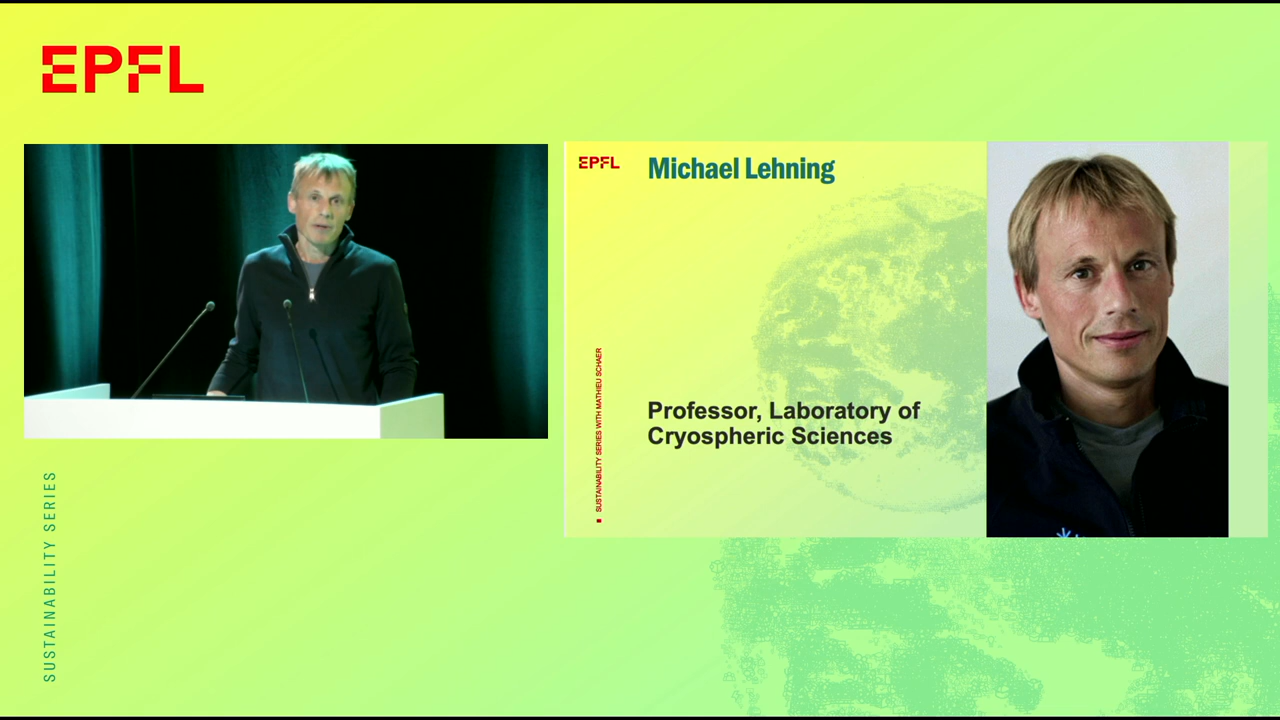 EPFL
EPFL
Michael Lehning
Professor, Laboratory of
Cryospheric Sciences
SUSTAINABILITY SERIES WITH MATHIEU SCHAER
SUSTAINABILITY SERIES